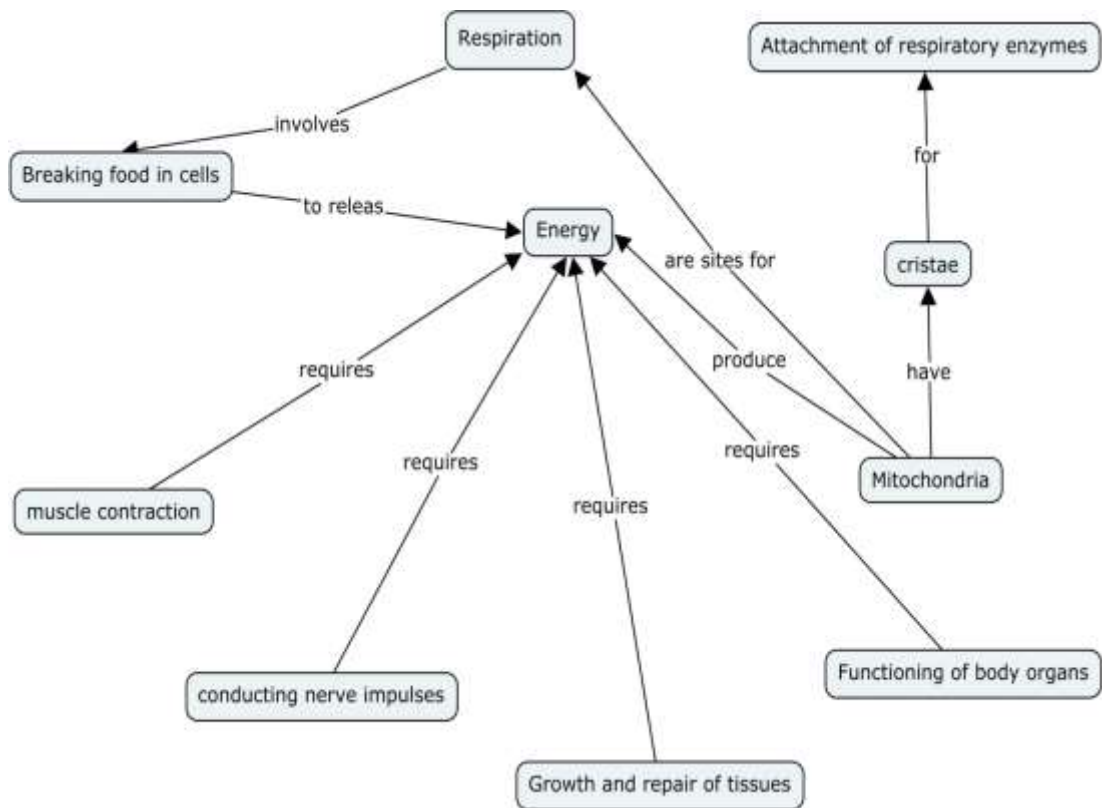 Respiration
Attachment of respiratory enzymes
involves
for
Breaking food in cells
to releas
Energy
are sites for
cristae
requires
produce
have
requires
requires
Mitochondria
muscle contraction
requires
Functioning of body organs
conducting nerve impulses
Growth and repair of tissues